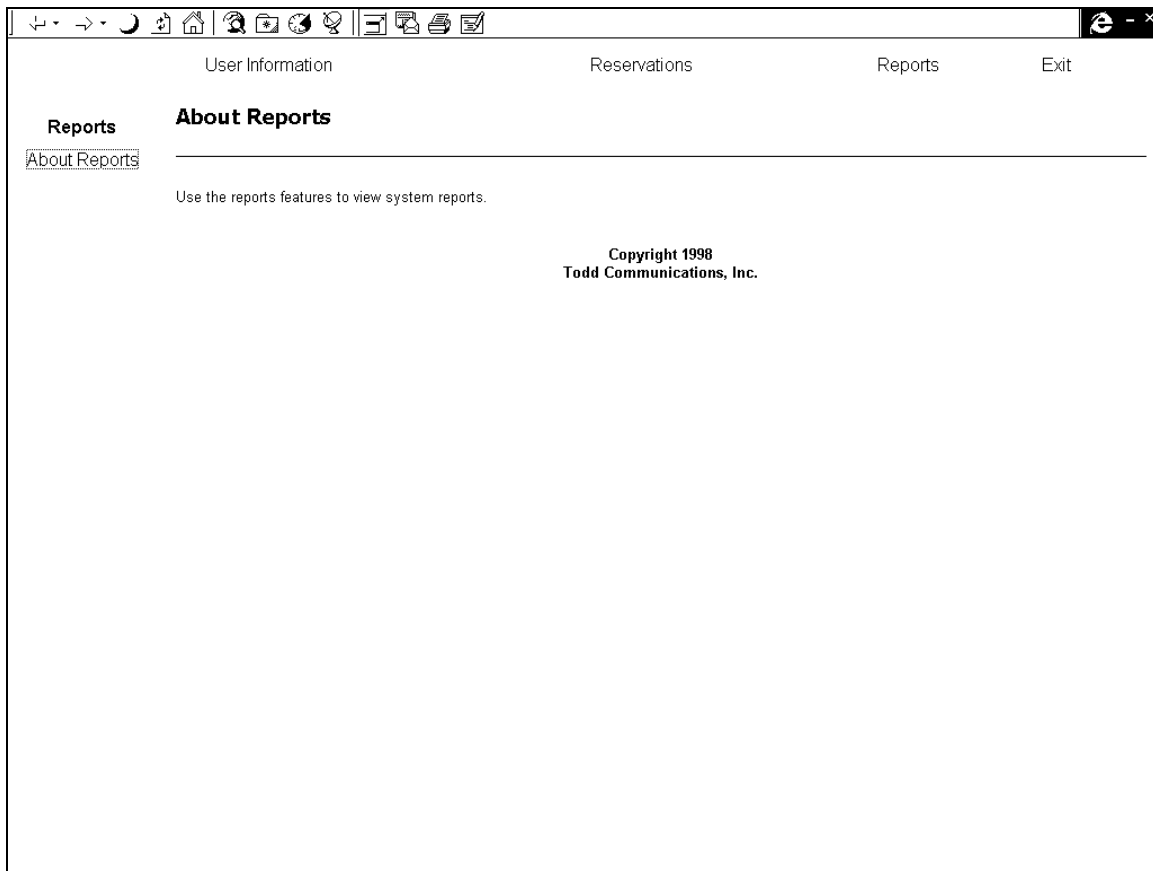 User Information Reservations Reports Exit
Reports
About Reports
About Reports
Use the reports features to view system reports.
Copyright 1998
Todd Communications, Inc.